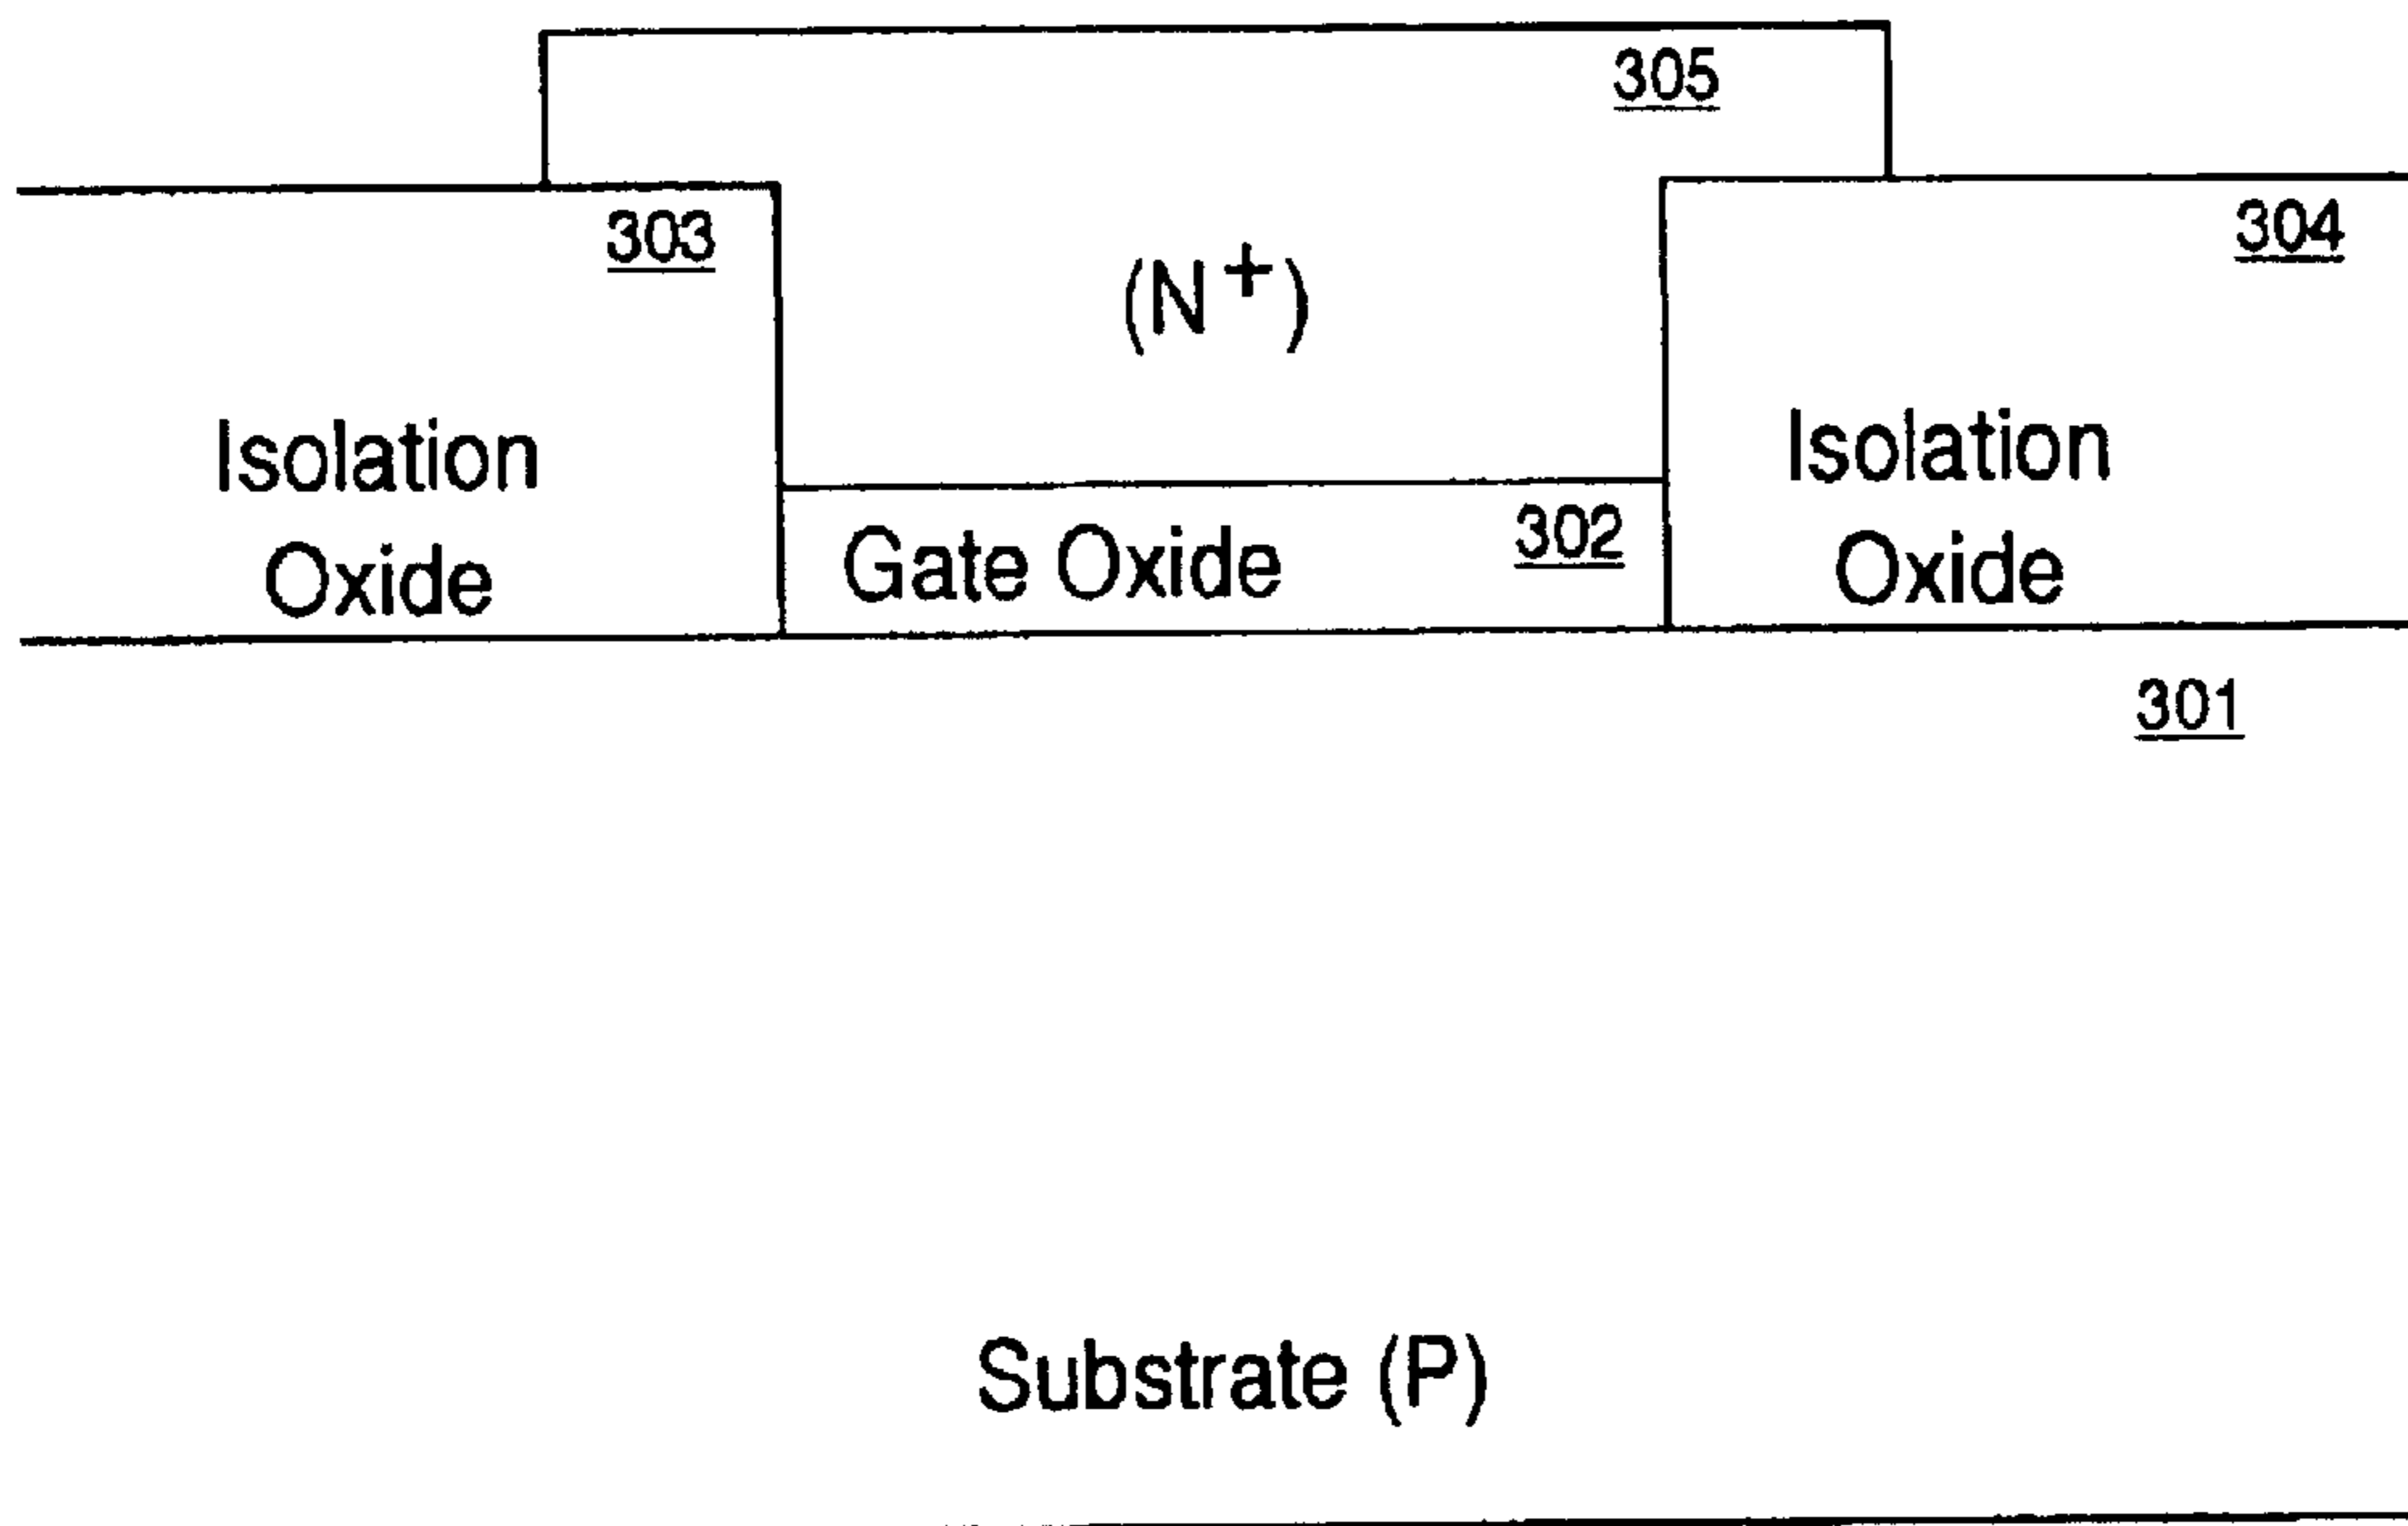 305
303
304
(N+)
Isolation
Oxide
Gate Oxide
302
Isolation
Oxide
301
Substrate (P)